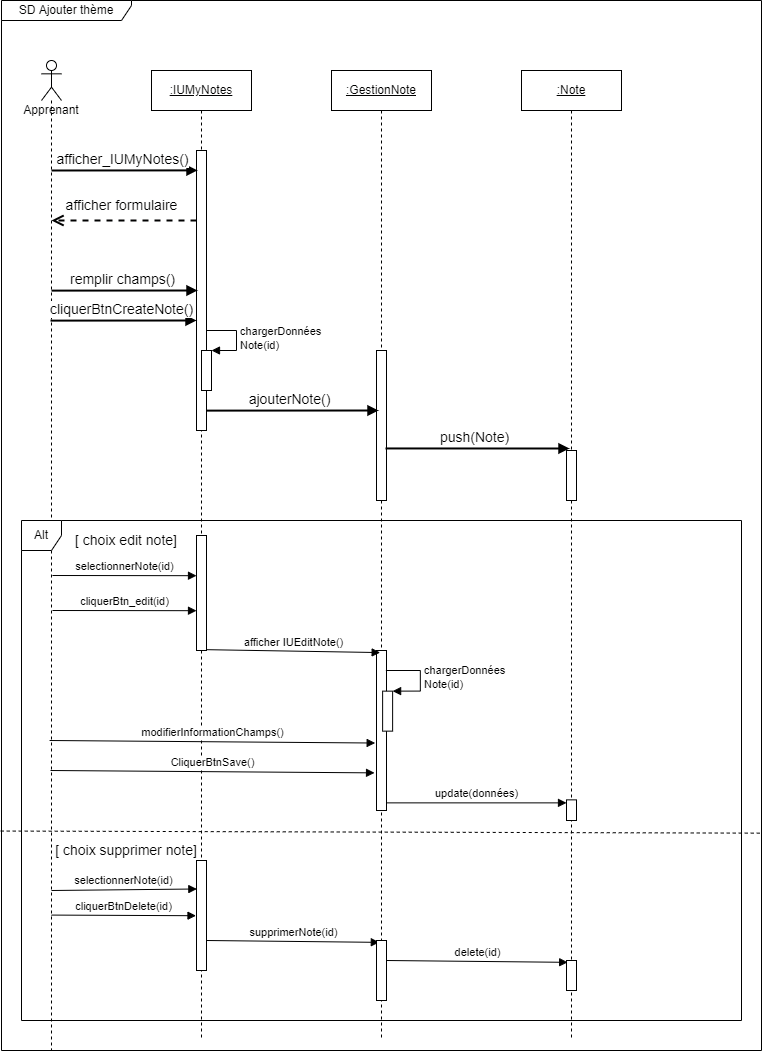 SD Ajouter thème
Apprenant
:IUMyNotes
:GestionNote
:Note
afficher_IUMyNotes()
afficher formulaire
remplir champs()
cliquerBtnCreateNote()
chargerDonnées
Note(id)
ajouterNote()
push(Note)
Alt
[ choix edit note]
selectionnerNote(id)
cliquerBtn_edit(id)
afficher IUEditNote()
chargerDonnées
Note(id)
modifierInformationChamps()
CliquerBtnSave()
update(données)
[ choix supprimer note]
selectionnerNote(id)
cliquerBtnDelete(id)
supprimerNote(id)
delete(id)